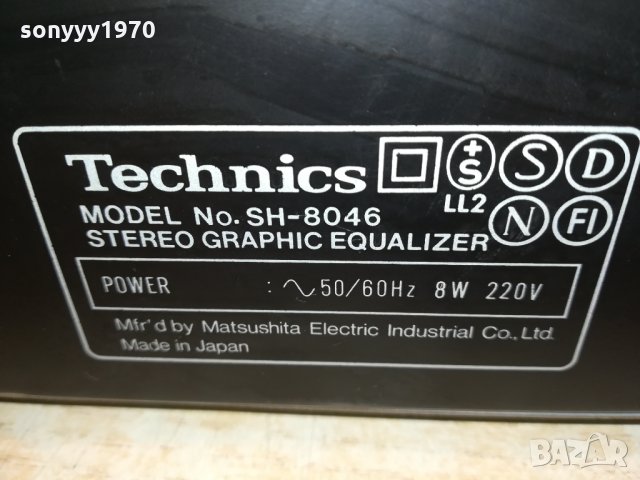 sonyyy1970
Technics +S S D
MODEL No. SH-8046 LL2 N FI
STEREO GRAPHIC EQUALIZER
POWER : ∿50/60Hz 8W 220V
Mfr'd by Matsushita Electric Industrial Co., Ltd.
Made in Japan
BAZAR